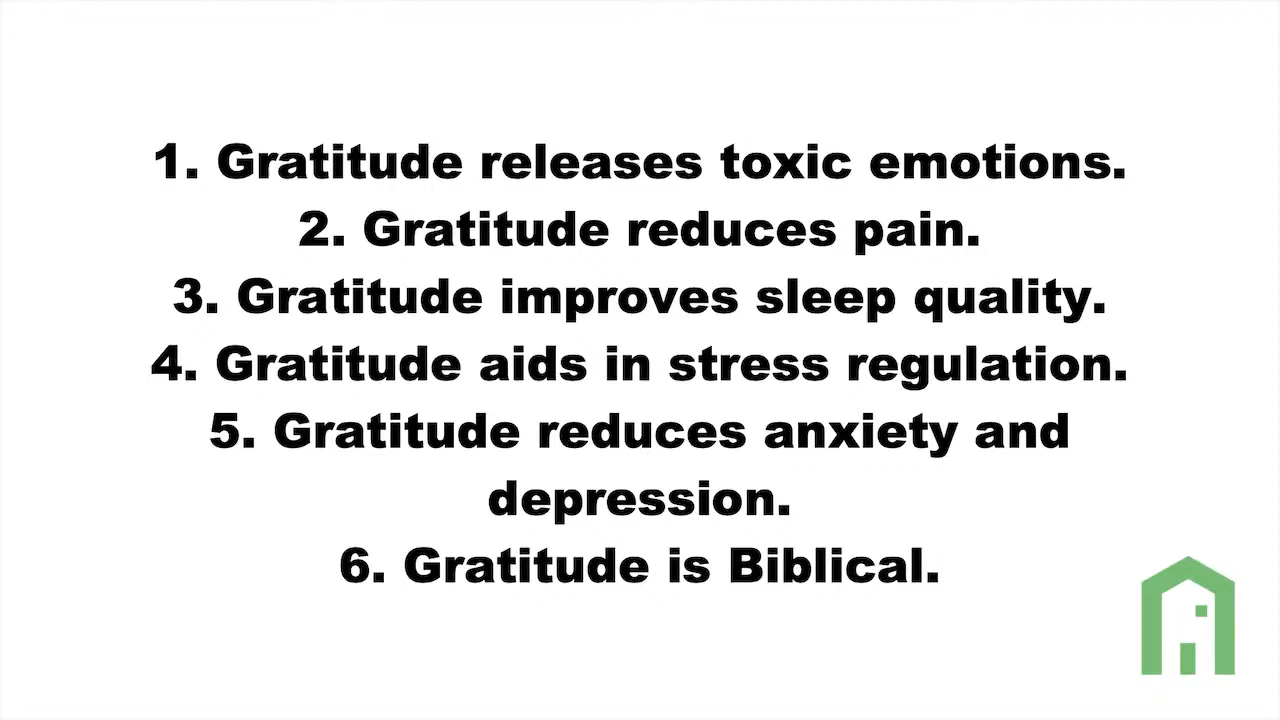 1. Gratitude releases toxic emotions.
2. Gratitude reduces pain.
3. Gratitude improves sleep quality.
4. Gratitude aids in stress regulation.
5. Gratitude reduces anxiety and
depression.
6. Gratitude is Biblical.